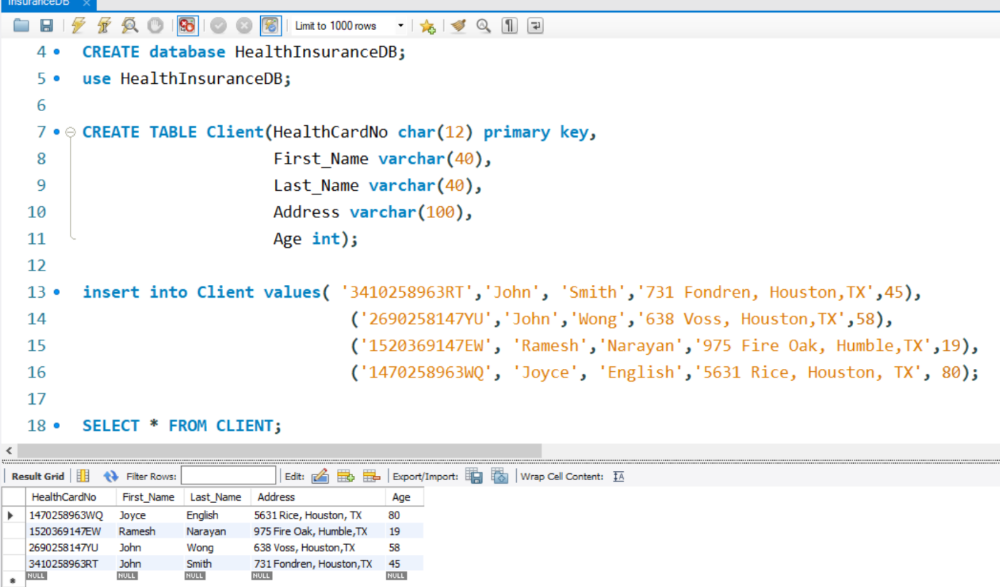 InsuranceDB ×
Limit to 1000 rows
4 CREATE database HealthInsuranceDB;
5 use HealthInsuranceDB;
6
7 CREATE TABLE Client(HealthCardNo char(12) primary key,
8 First_Name varchar(40),
9 Last_Name varchar(40),
10 Address varchar(100),
11 Age int);
12
13 insert into Client values( '3410258963RT','John', 'Smith','731 Fondren, Houston,TX',45),
14 ('2690258147YU','John','Wong','638 Voss, Houston,TX',58),
15 ('1520369147EW', 'Ramesh','Narayan','975 Fire Oak, Humble,TX',19),
16 ('1470258963WQ', 'Joyce', 'English','5631 Rice, Houston, TX', 80);
17
18 SELECT * FROM CLIENT;
Result Grid Filter Rows: Edit: Export/Import: Wrap Cell Content: IA
HealthCardNo First_Name Last_Name Address Age
1470258963WQ Joyce English 5631 Rice, Houston, TX 80
1520369147EW Ramesh Narayan 975 Fire Oak, Humble,TX 19
2690258147YU John Wong 638 Voss, Houston,TX 58
3410258963RT John Smith 731 Fondren, Houston,TX 45
NULL NULL NULL NULL NULL